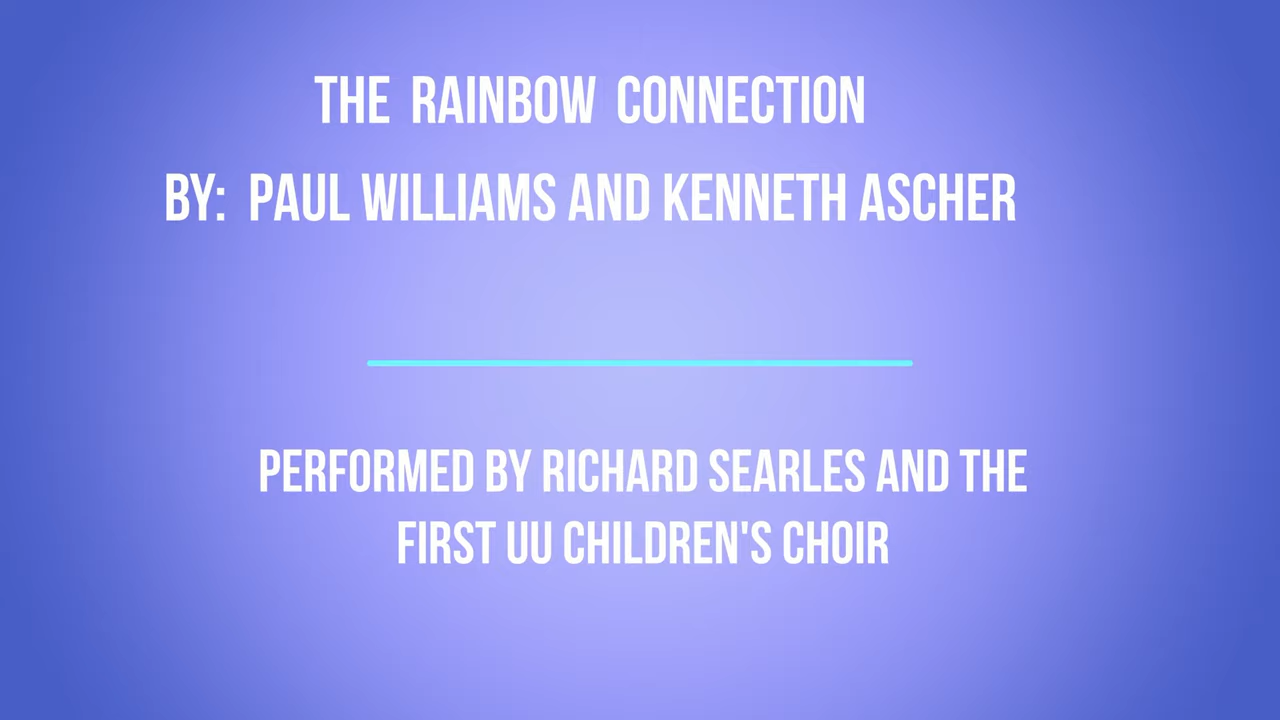 THE RAINBOW CONNECTION
BY: PAUL WILLIAMS AND KENNETH ASCHER
PERFORMED BY RICHARD SEARLES AND THE
FIRST UU CHILDREN'S CHOIR